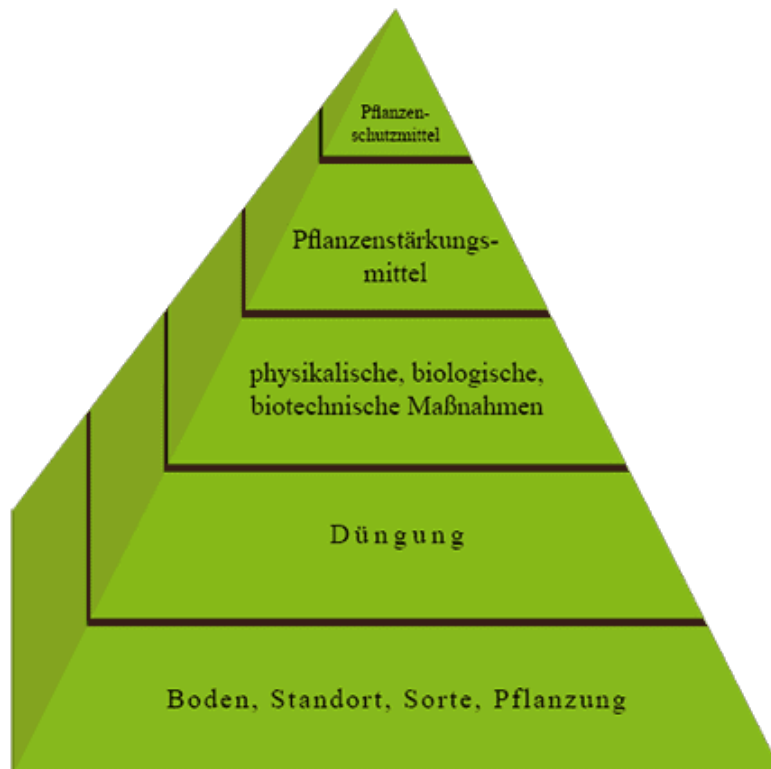 Pflanzen-
schutzmittel
Pflanzenstärkungs-
mittel
physikalische, biologische,
biotechnische Maßnahmen
Düngung
Boden, Standort, Sorte, Pflanzung